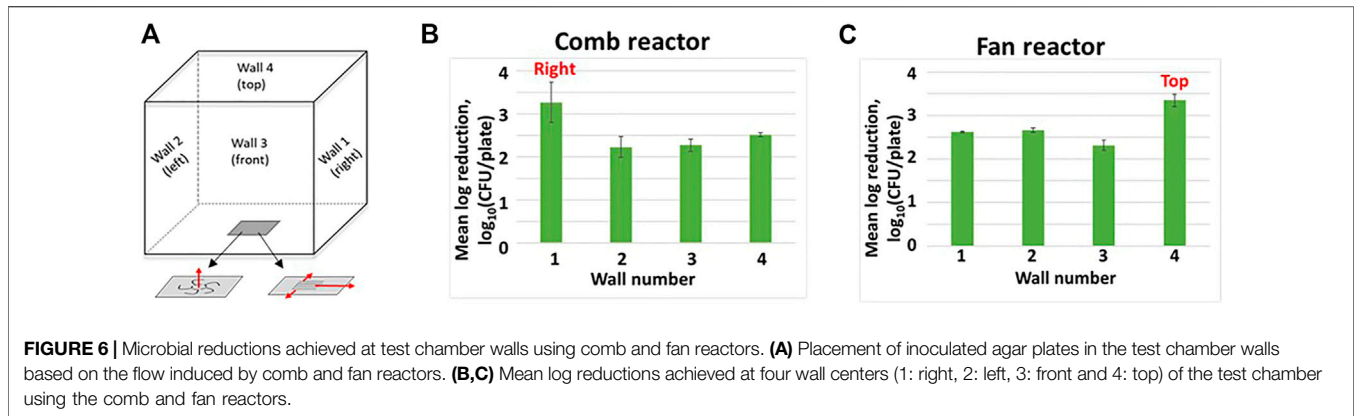 A
Wall 4
(top)
Wall 2
(left)
Wall 3
(front)
Wall 1
(right)
B
Comb reactor
Mean log reduction,
log10(CFU/plate)
4
3
2
1
0
Right
1 2 3 4
Wall number
C
Fan reactor
Mean log reduction,
log10(CFU/plate)
4
3
2
1
0
Top
1 2 3 4
Wall number
FIGURE 6 | Microbial reductions achieved at test chamber walls using comb and fan reactors. (A) Placement of inoculated agar plates in the test chamber walls
based on the flow induced by comb and fan reactors. (B,C) Mean log reductions achieved at four wall centers (1: right, 2: left, 3: front and 4: top) of the test chamber
using the comb and fan reactors.